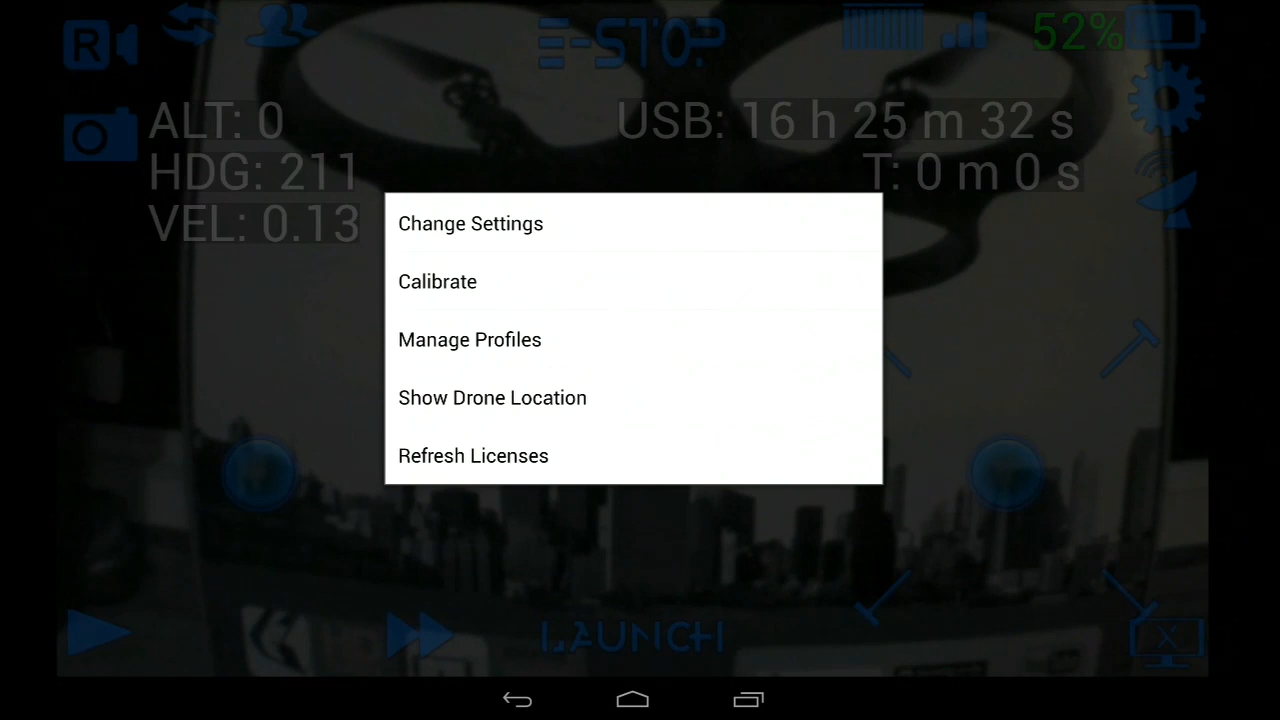 R
E-STOP
52%
ALT: 0
USB: 16 h 25 m 32 s
HDG: 211
T: 0 m 0 s
VEL: 0.13
Change Settings
Calibrate
Manage Profiles
Show Drone Location
Refresh Licenses
LAUNCH
X